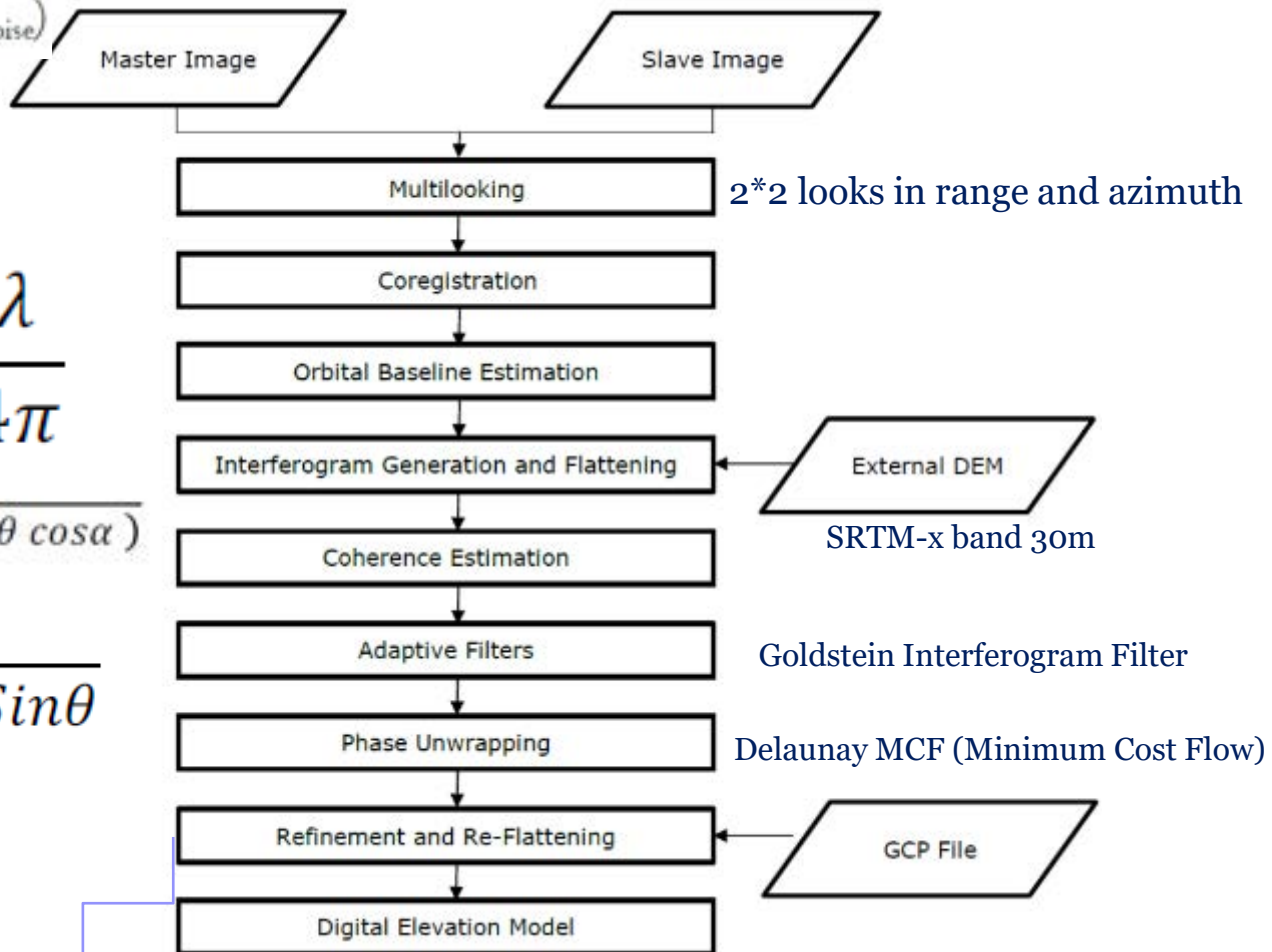 Master Image
Slave Image
Multilooking
2*2 looks in range and azimuth
Coregistration
λ
π
Orbital Baseline Estimation
Interferogram Generation and Flattening
External DEM
θ cosα )
SRTM-x band 30m
Coherence Estimation
Adaptive Filters
Goldstein Interferogram Filter
inθ
Phase Unwrapping
Delaunay MCF (Minimum Cost Flow)
Refinement and Re-Flattening
GCP File
Digital Elevation Model